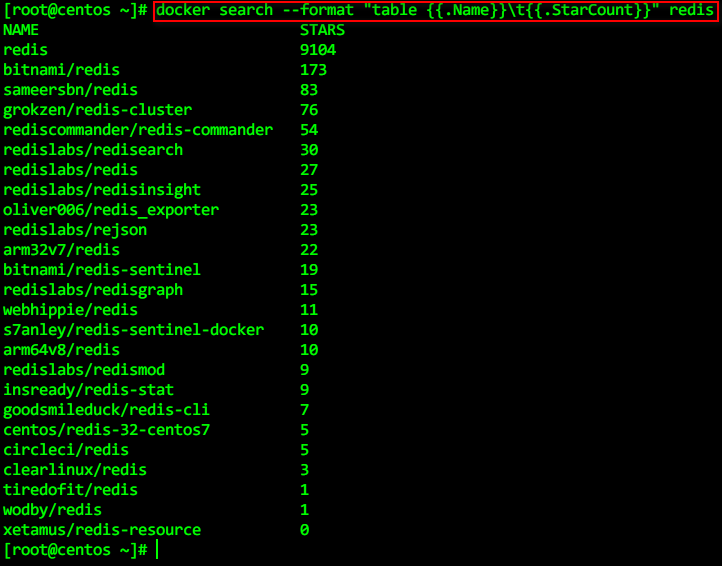 [root@centos ~]# docker search --format "table {{.Name}}\t{{.StarCount}}" redis
NAME                                STARS
redis                               9104
bitnami/redis                       173
sameersbn/redis                     83
grokzen/redis-cluster               76
rediscommander/redis-commander      54
redislabs/redisearch                30
redislabs/redis                     27
redislabs/redisinsight              25
oliver006/redis_exporter            23
redislabs/rejson                    23
arm32v7/redis                       22
bitnami/redis-sentinel              19
redislabs/redisgraph                15
webhippie/redis                     11
s7anley/redis-sentinel-docker       10
arm64v8/redis                       10
redislabs/redismod                  9
insready/redis-stat                 9
goodsmileduck/redis-cli             7
centos/redis-32-centos7             5
circleci/redis                      5
clearlinux/redis                    3
tiredofit/redis                     1
wodby/redis                         1
xetamus/redis-resource              0
[root@centos ~]#